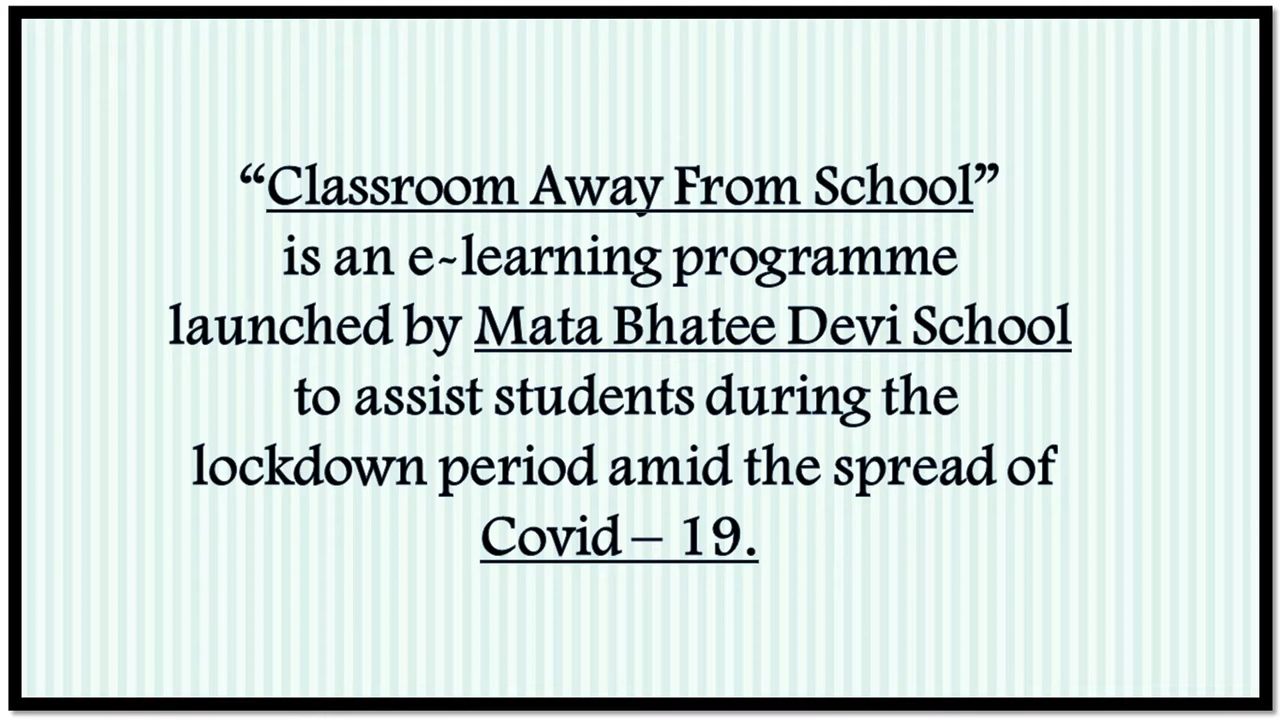 “Classroom Away From School”
is an e-learning programme
launched by Mata Bhatee Devi School
to assist students during the
lockdown period amid the spread of
Covid – 19.